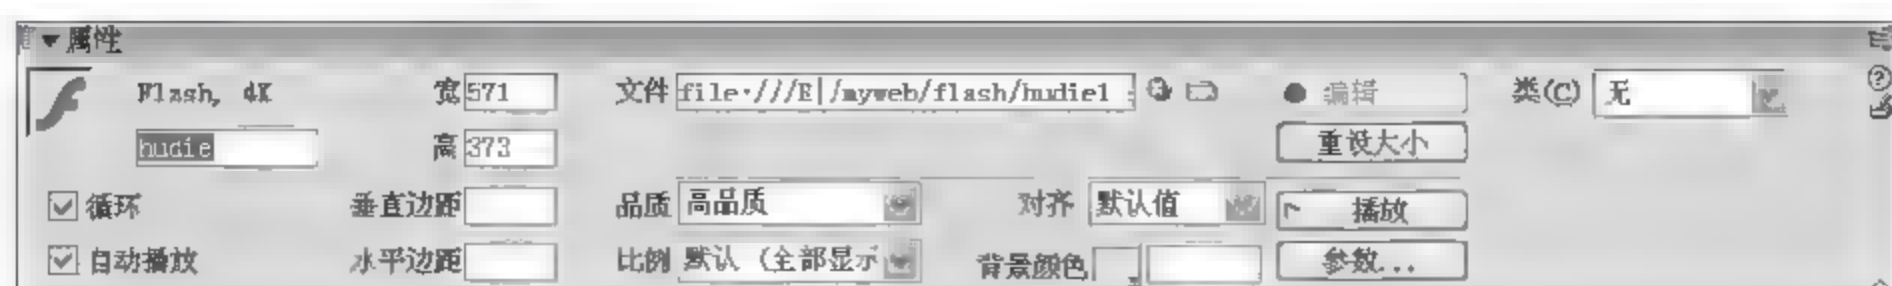 属性
Flash, 4K 宽 571 文件 file:///E|/myweb/flash/hudie1 编辑 类(C) 无
hudie 高 373 重设大小
循环 垂直边距 品质 高品质 对齐 默认值 播放
自动播放 水平边距 比例 默认 (全部显示 背景颜色 参数...